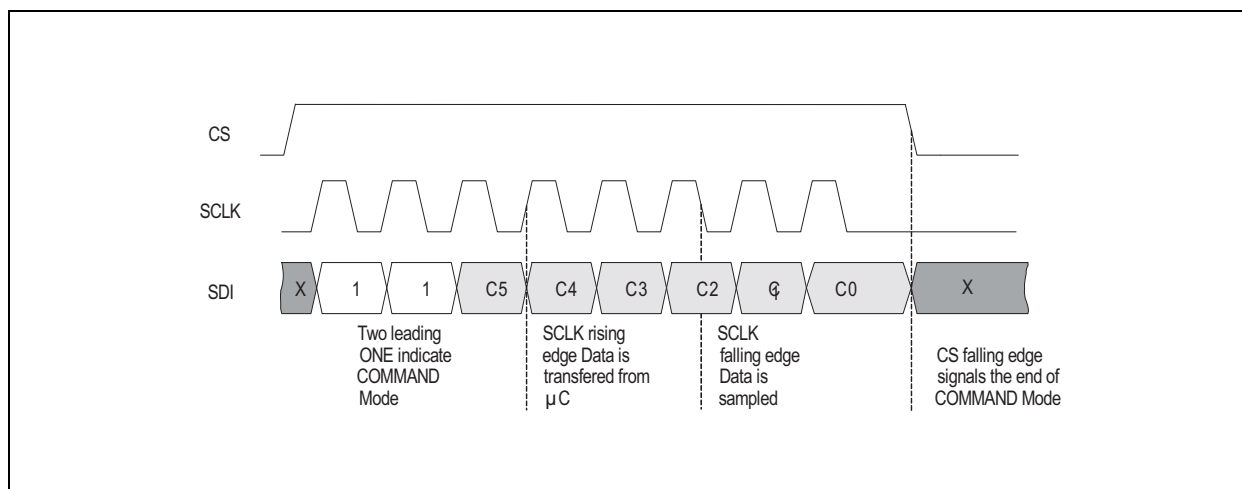 CS
SCLK
SDI
X 1 1 C5 C4 C3 C2 C1 C0 X
Two leading
ONE indicate
COMMAND
Mode
SCLK rising
edge Data is
transfered from
µC
SCLK
falling edge
Data is
sampled
CS falling edge
signals the end of
COMMAND Mode